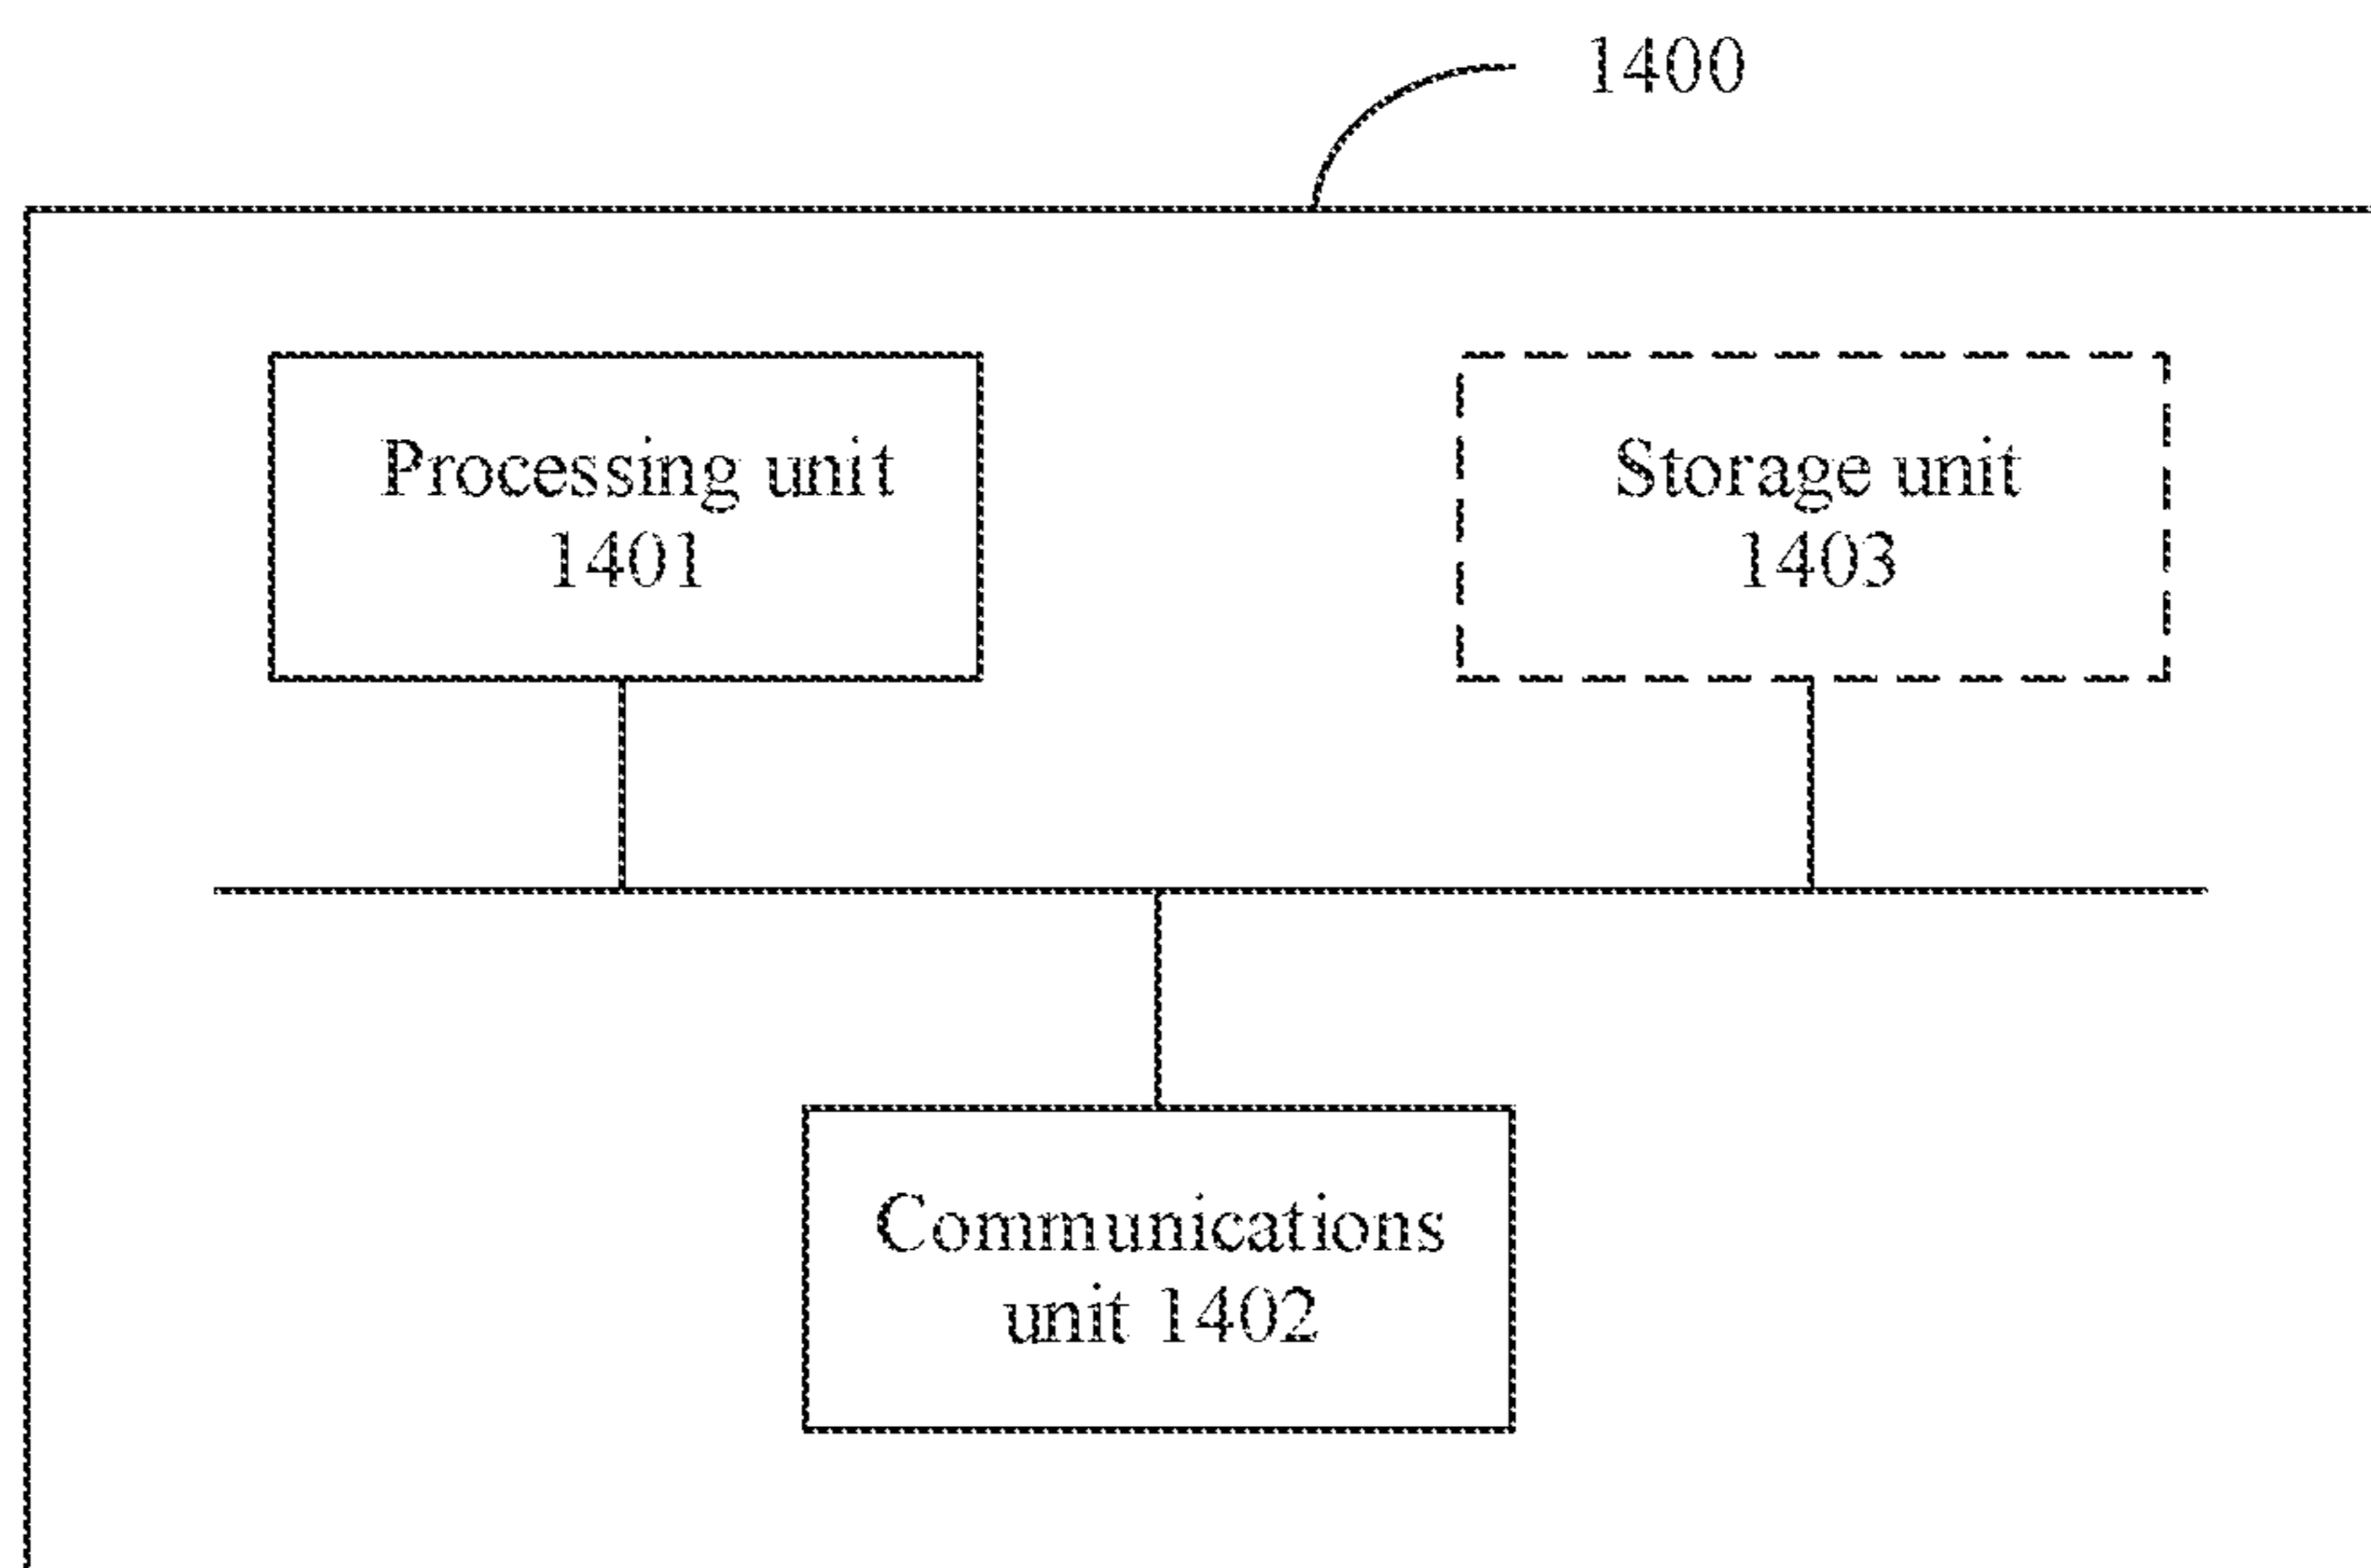 1400
Processing unit
1401
Storage unit
1403
Communications
unit 1402